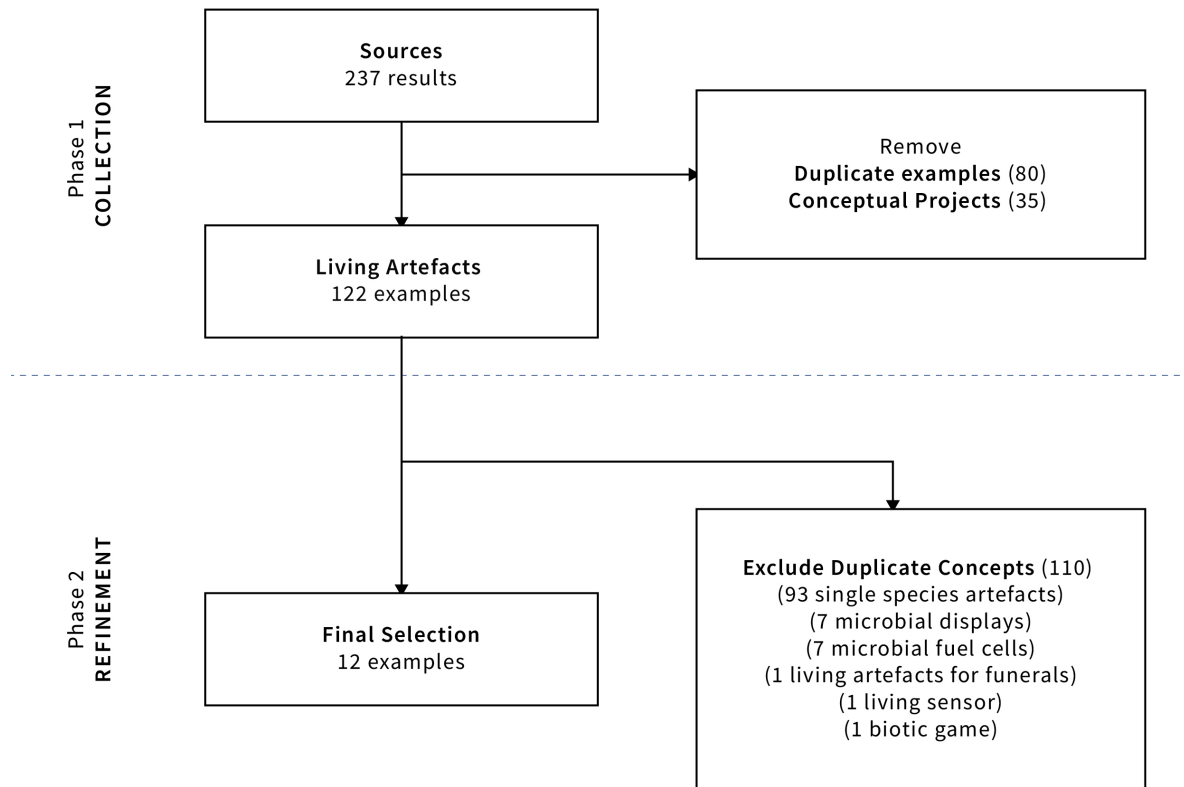 Phase 1
COLLECTION
Sources
237 results
Remove
Duplicate examples (80)
Conceptual Projects (35)
Living Artefacts
122 examples
Phase 2
REFINEMENT
Final Selection
12 examples
Exclude Duplicate Concepts (110)
(93 single species artefacts)
(7 microbial displays)
(7 microbial fuel cells)
(1 living artefacts for funerals)
(1 living sensor)
(1 biotic game)